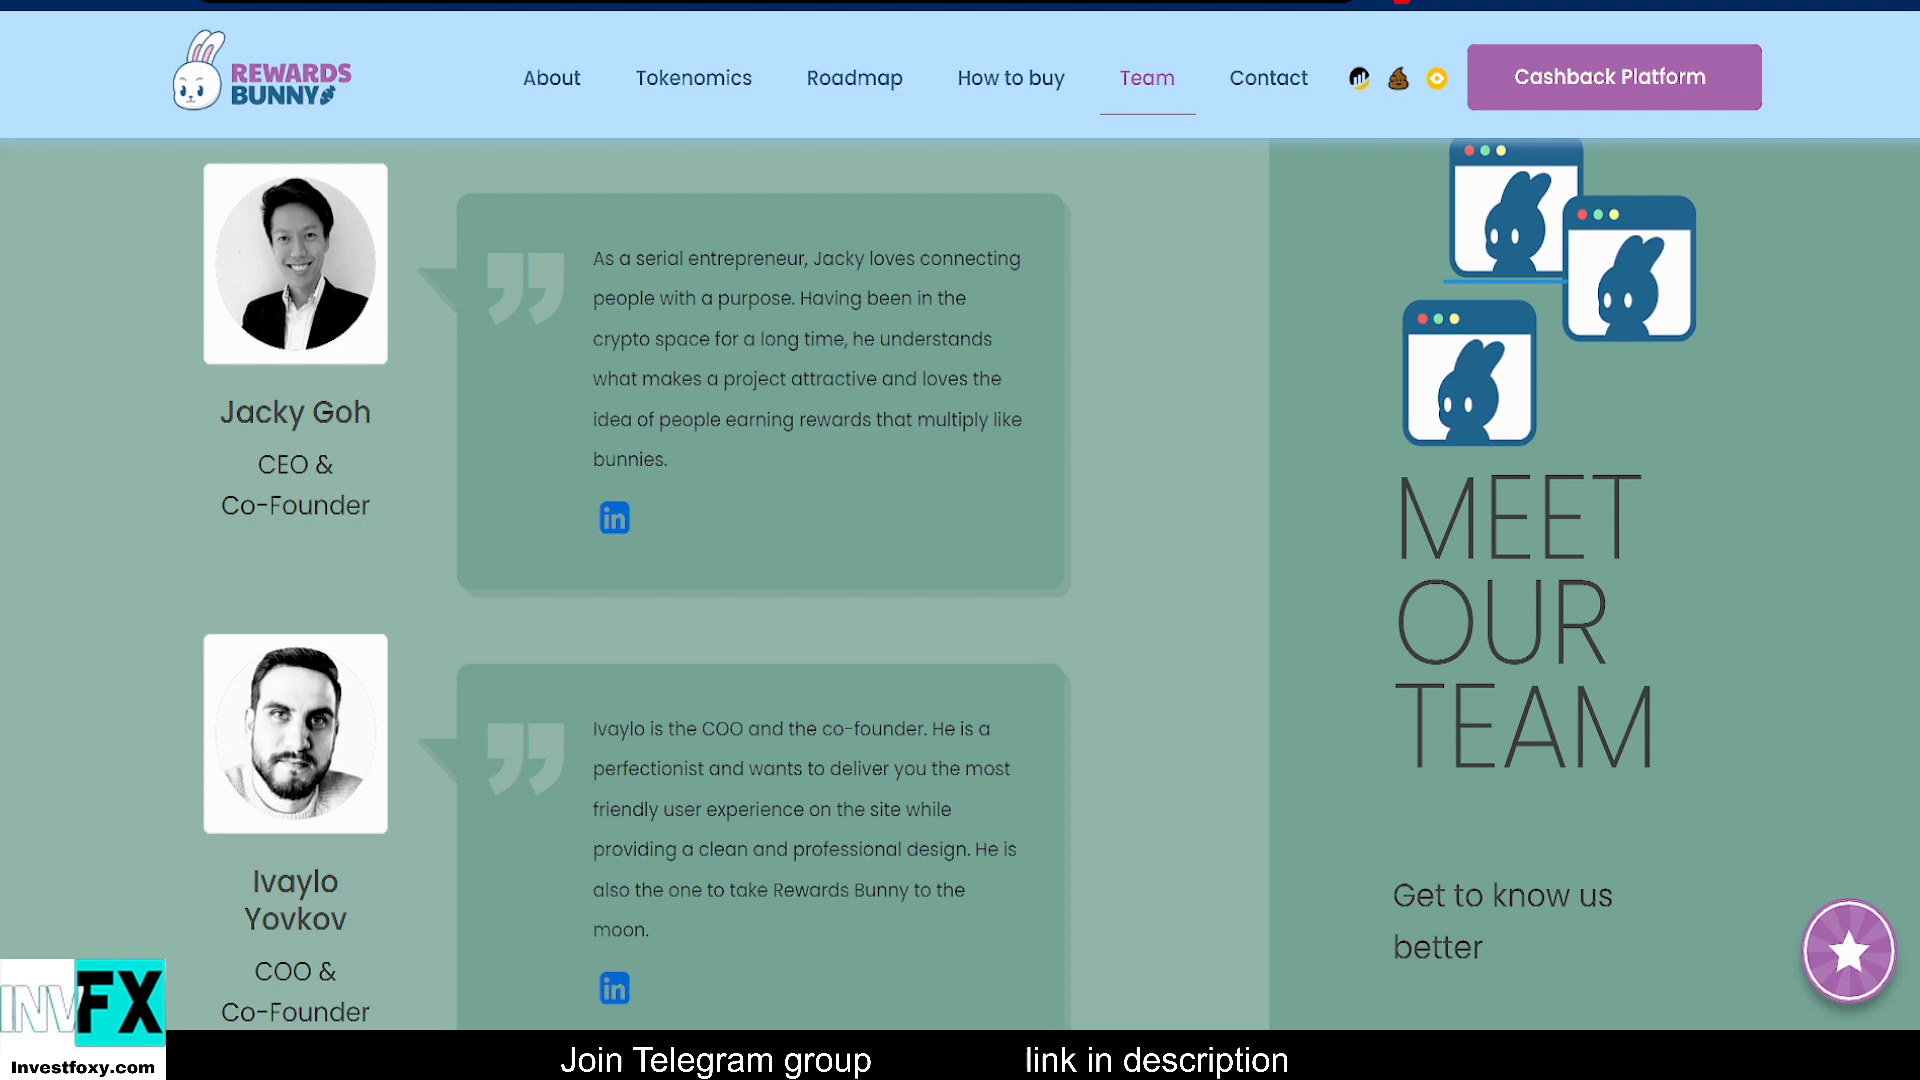 REWARDS
BUNNY
About
Tokenomics
Roadmap
How to buy
Team
Contact
Cashback Platform
As a serial entrepreneur, Jacky loves connecting
people with a purpose. Having been in the
crypto space for a long time, he understands
what makes a project attractive and loves the
idea of people earning rewards that multiply like
bunnies.
in
Jacky Goh
CEO &
Co-Founder
Ivaylo is the COO and the co-founder. He is a
perfectionist and wants to deliver you the most
friendly user experience on the site while
providing a clean and professional design. He is
also the one to take Rewards Bunny to the
moon.
in
Ivaylo
Yovkov
COO &
Co-Founder
MEET
OUR
TEAM
Get to know us
better
INVFX
Investfoxy.com
Join Telegram group
link in description